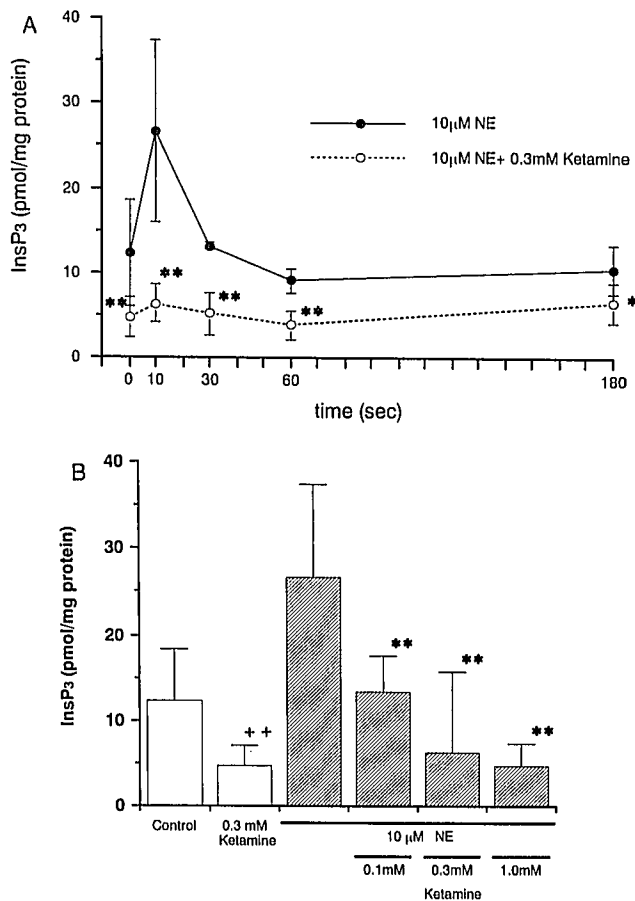 A
40
30
20
10
0
InsP3 (pmol/mg protein)
10μM NE
10μM NE+ 0.3mM Ketamine
**
**
**
**
*
0 10 30 60 180
time (sec)
B
40
30
20
10
0
InsP3 (pmol/mg protein)
++
**
**
**
Control
0.3 mM
Ketamine
10 μM NE
0.1mM 0.3mM 1.0mM
Ketamine